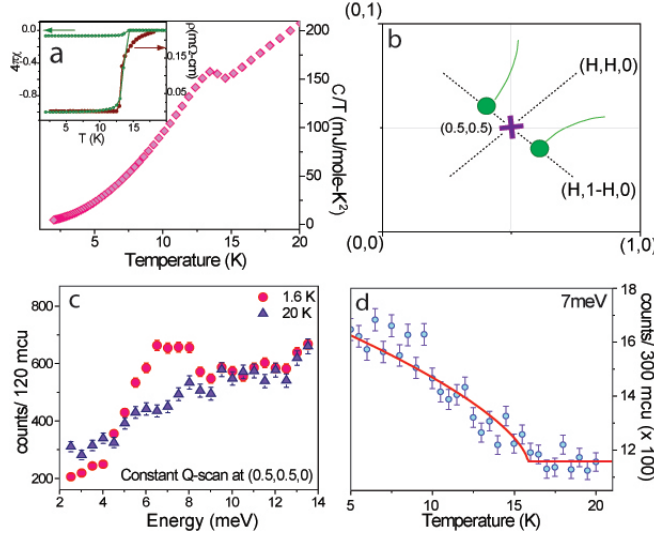 a
0.0
-0.4
-0.8
4πχ
10
15
T (K)
0.15
0.05
ρ(mΩ-cm)
200
150
100
50
0
C/T (mJ/mole-K²)
5
10
15
20
Temperature (K)
(0,1)
b
(H,H,0)
(0.5,0.5)
(H,1-H,0)
(0,0)
(1,0)
c
1.6 K
20 K
800
600
400
200
counts/ 120 mcu
Constant Q-scan at (0.5,0.5,0)
2
4
6
8
10
12
14
Energy (meV)
d
7meV
18
16
14
12
counts/ 300 mcu (x 100)
5
10
15
20
Temperature (K)